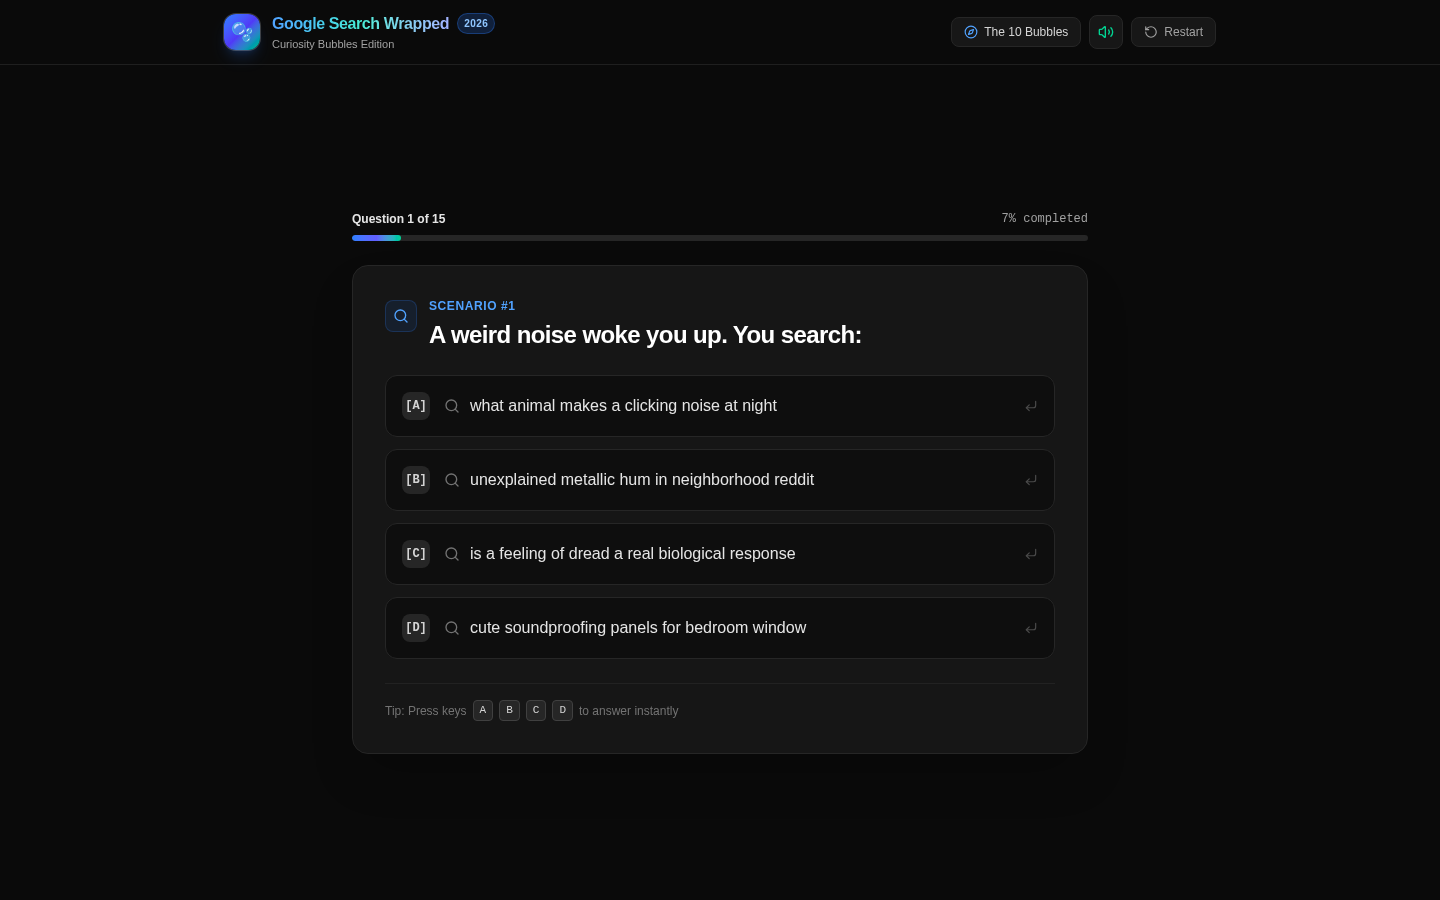 Google Search Wrapped 2026
Curiosity Bubbles Edition
The 10 Bubbles
Restart
Question 1 of 15
7% completed
SCENARIO #1
A weird noise woke you up. You search:
[A] what animal makes a clicking noise at night
[B] unexplained metallic hum in neighborhood reddit
[C] is a feeling of dread a real biological response
[D] cute soundproofing panels for bedroom window
Tip: Press keys A B C D to answer instantly